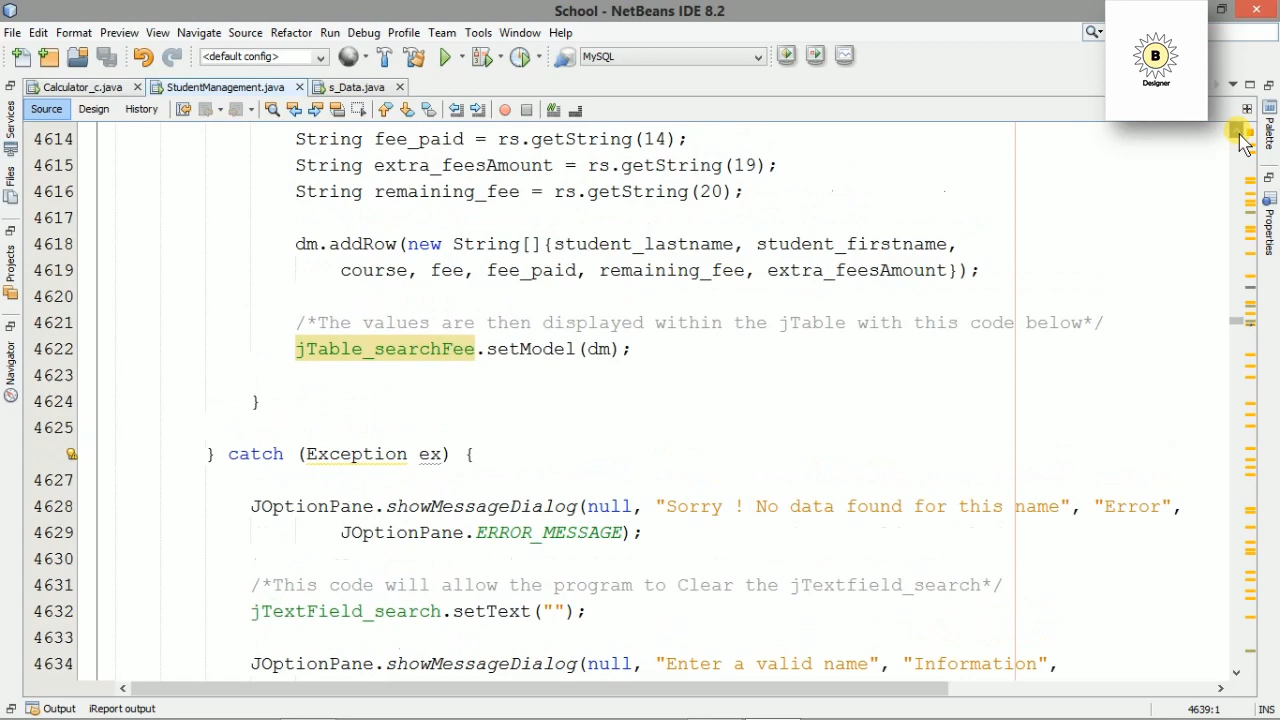 School - NetBeans IDE 8.2
File Edit Format Preview View Navigate Source Refactor Run Debug Profile Team Tools Window Help
<default config> MySQL
B
Designer
Calculator_c.java StudentManagement.java s_Data.java
Source Design History
Services
Files
Projects
Navigator
Palette
Properties
4614 String fee_paid = rs.getString(14);
4615 String extra_feesAmount = rs.getString(19);
4616 String remaining_fee = rs.getString(20);
4617
4618 dm.addRow(new String[]{student_lastname, student_firstname,
4619 course, fee, fee_paid, remaining_fee, extra_feesAmount});
4620
4621 /*The values are then displayed within the jTable with this code below*/
4622 jTable_searchFee.setModel(dm);
4623
4624 }
4625
} catch (Exception ex) {
4627
4628 JOptionPane.showMessageDialog(null, "Sorry ! No data found for this name", "Error",
4629 JOptionPane.ERROR_MESSAGE);
4630
4631 /*This code will allow the program to Clear the jTextfield_search*/
4632 jTextField_search.setText("");
4633
4634 JOptionPane.showMessageDialog(null, "Enter a valid name", "Information",
Output iReport output 4639:1 INS